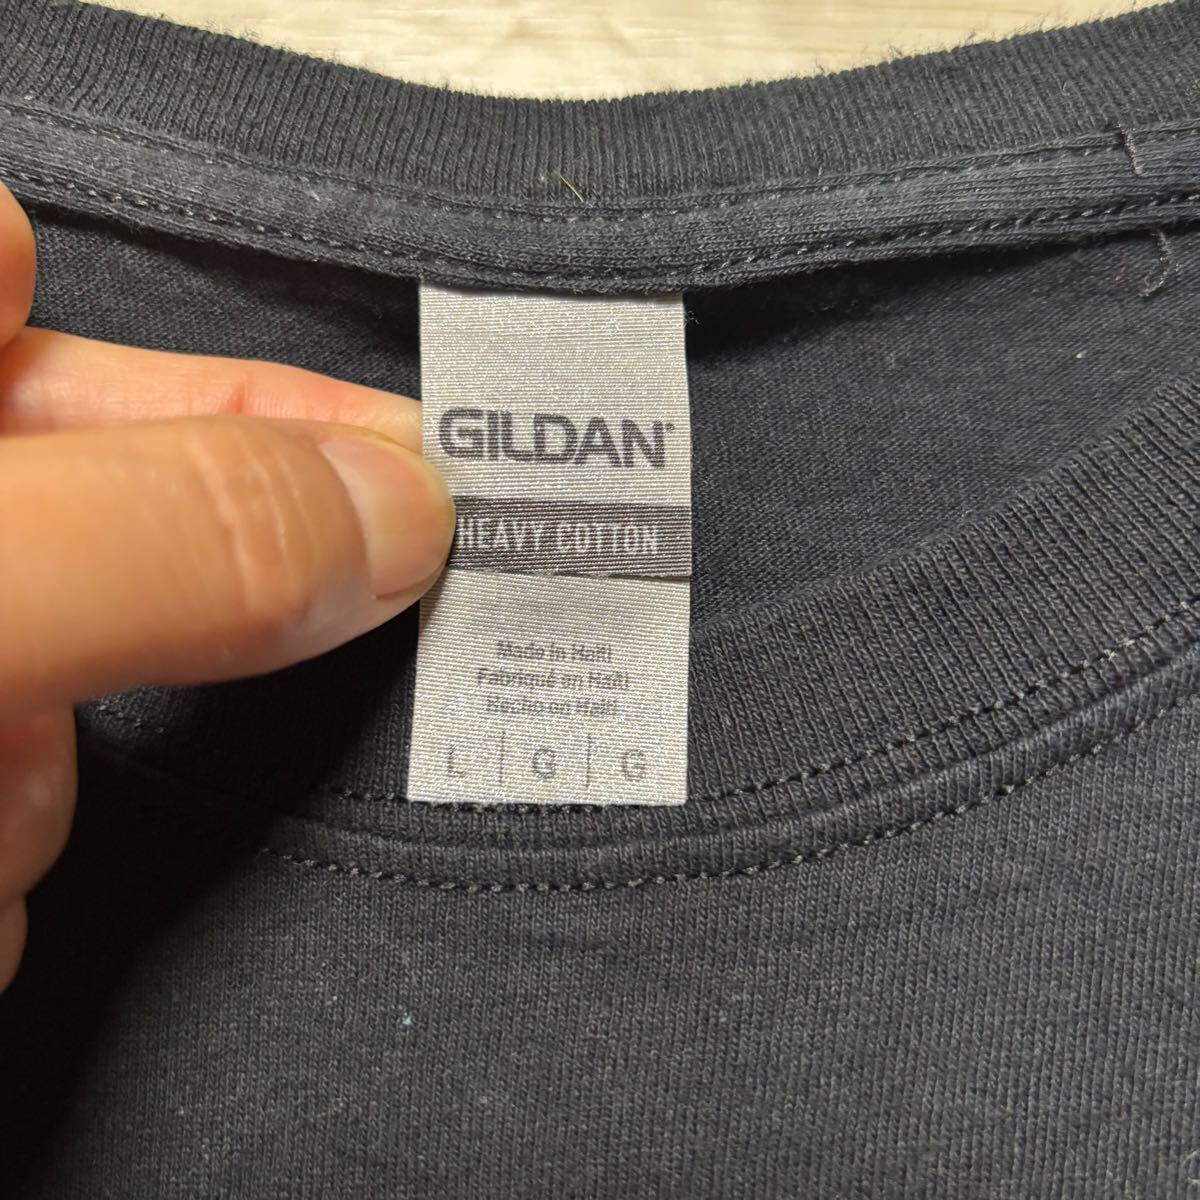 GILDAN
HEAVY COTTON
Made in Haiti
Fabriqué en Haïti
Hecho en Haití
L | G | G